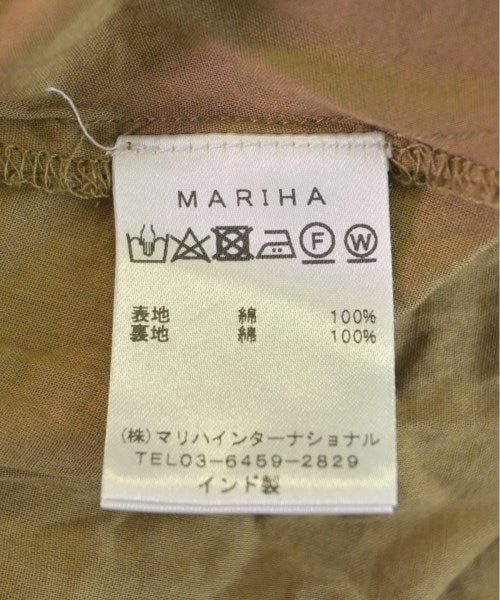 MARIHA
F W
表地 綿 100%
裏地 綿 100%
(株)マリハインターナショナル
TEL03-6459-2829
インド製